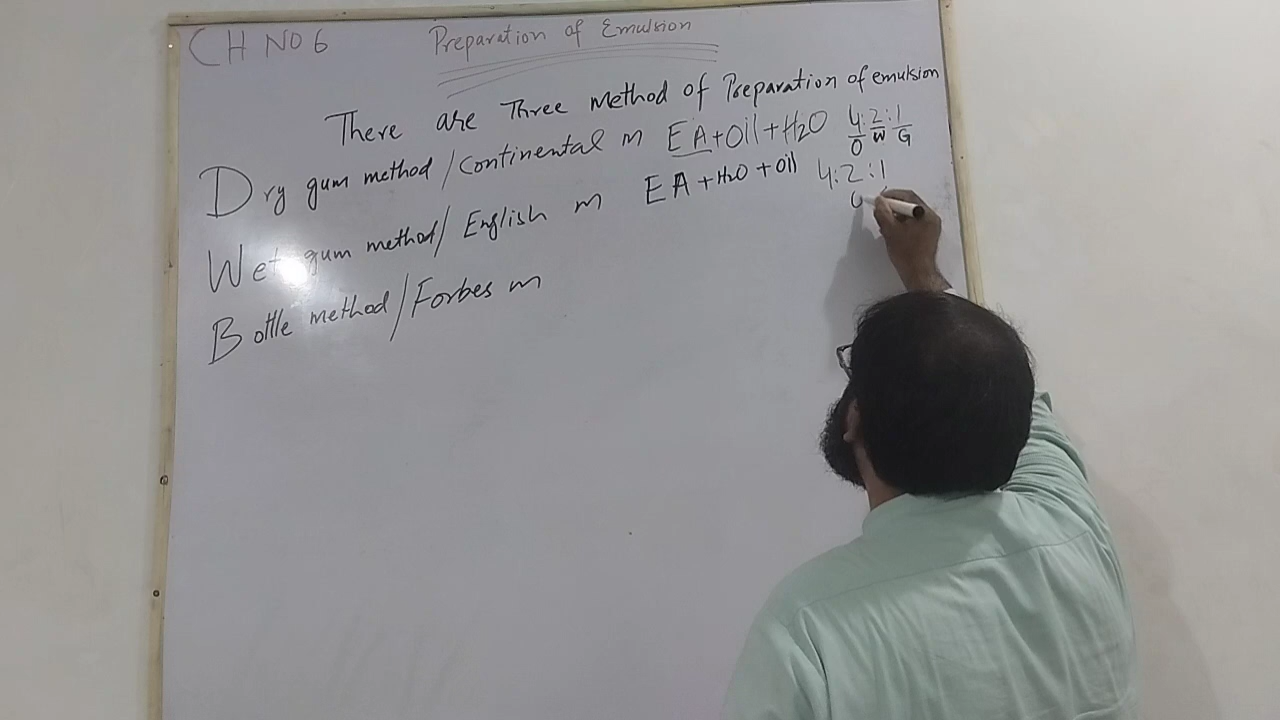 CH NO 6 Preparation of Emulsion
There are Three method of Preparation of emulsion
Dry gum method/Continental m EA+Oil+H2O 4:2:1
O W G
Wet gum method/English m EA+H2O+Oil 4:2:1
Bottle method/Forbes m